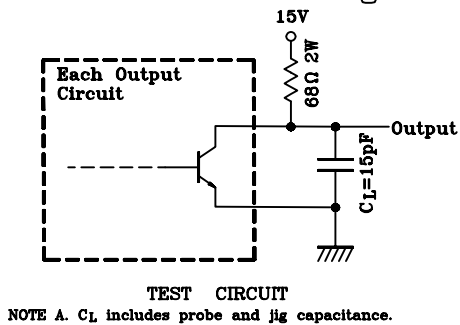 15V
68Ω 2W
Each Output
Circuit
Output
CL=15pF
TEST CIRCUIT
NOTE A. CL includes probe and jig capacitance.